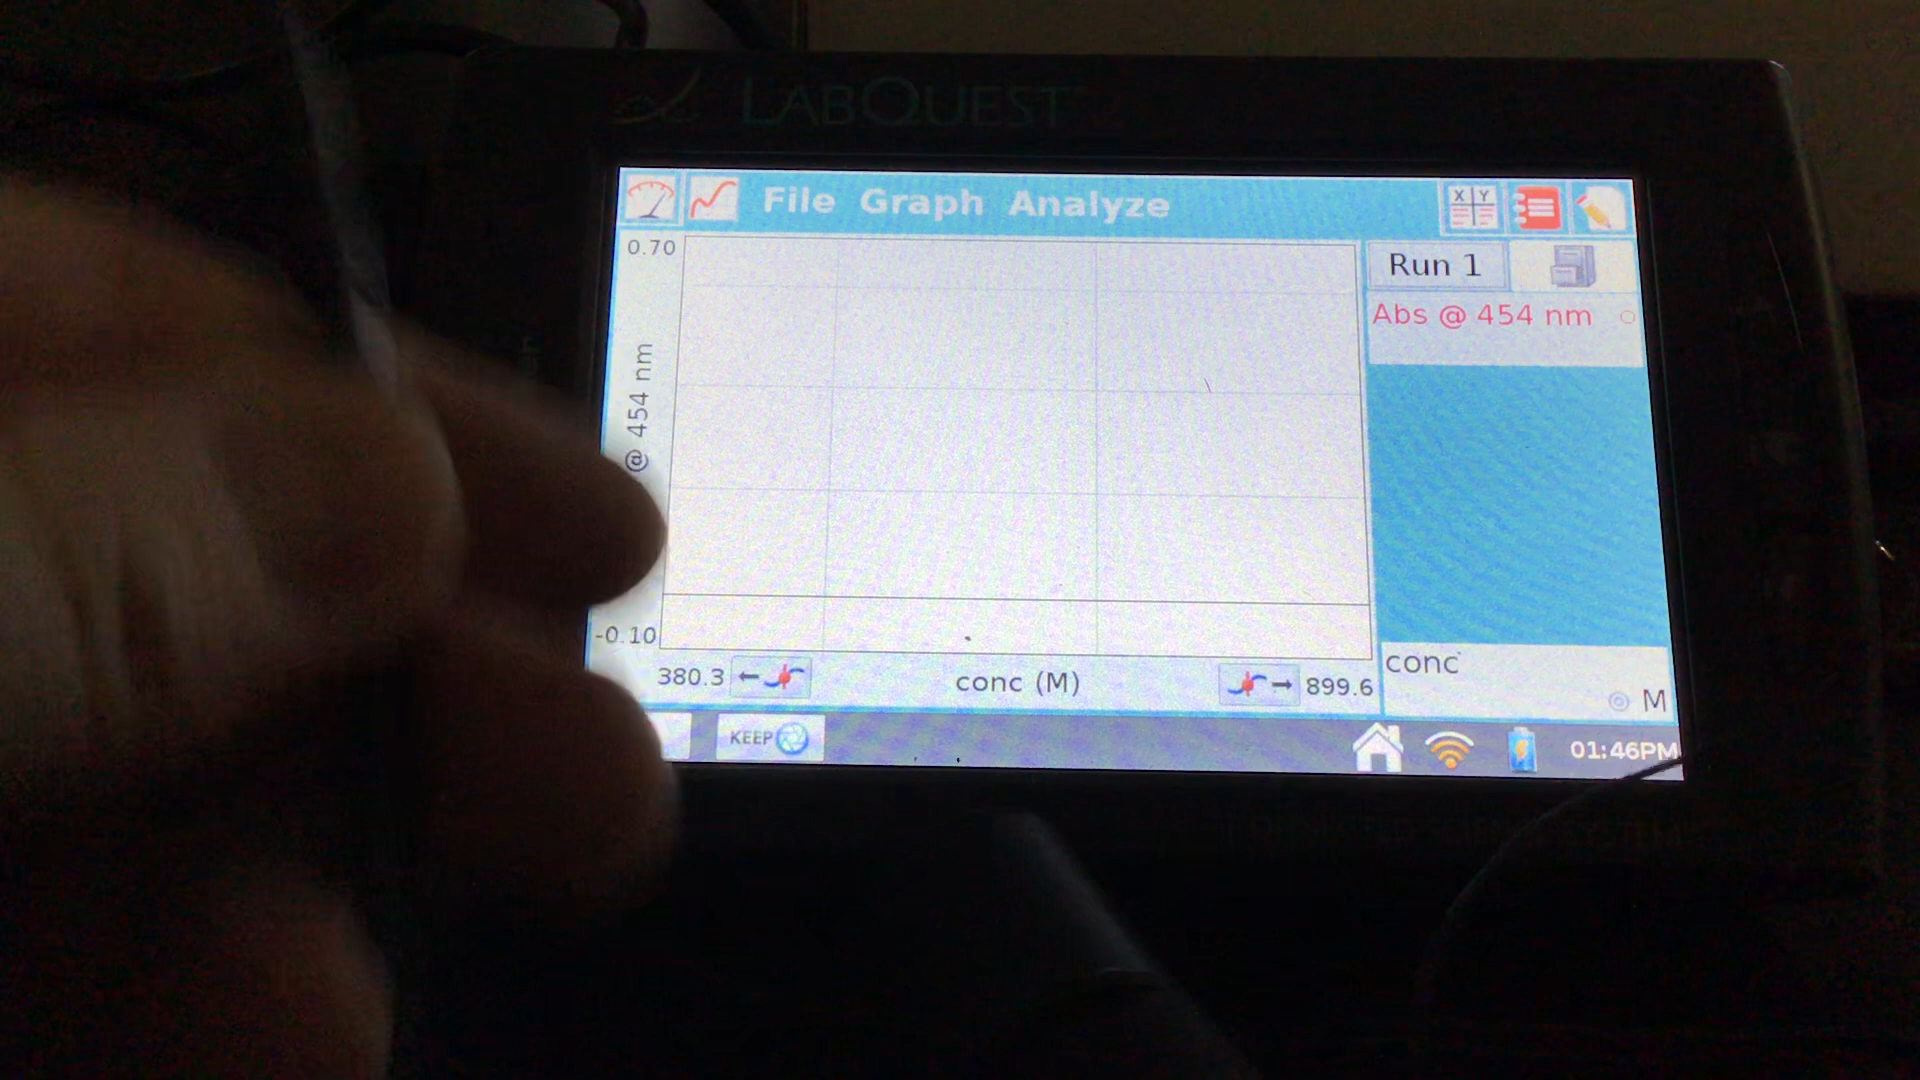 LABQUEST
File Graph Analyze
X Y
0.70
@ 454 nm
-0.10
380.3
conc (M)
899.6
Run 1
Abs @ 454 nm
conc
M
KEEP
01:46PM